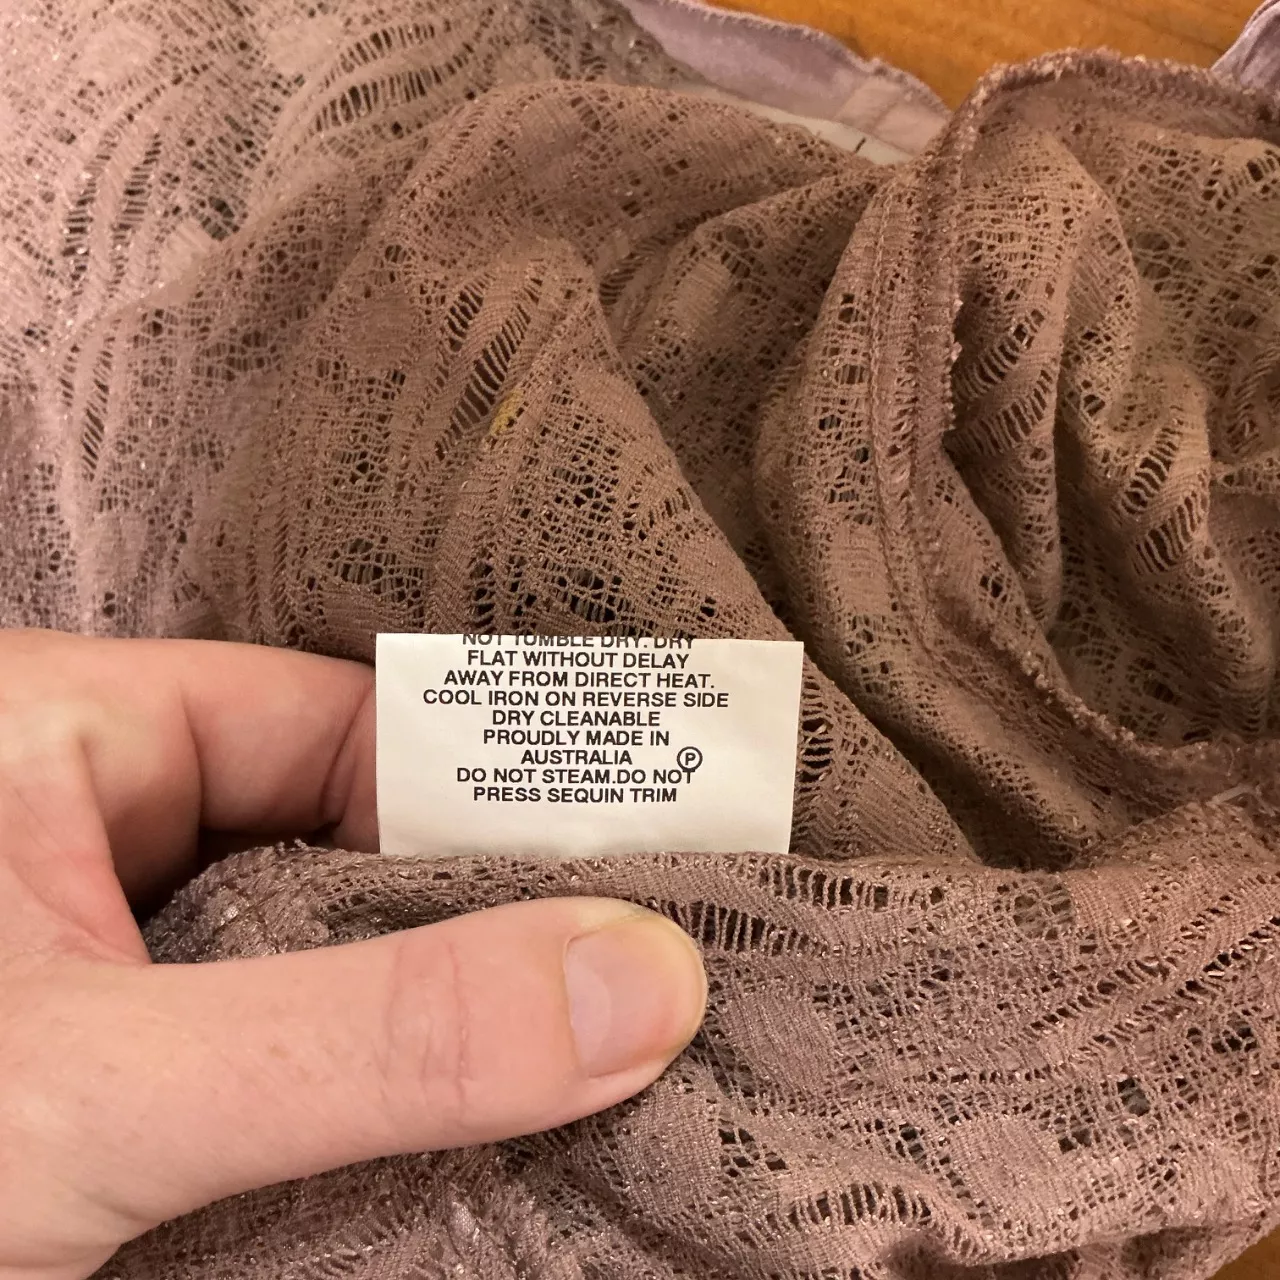 NOT TUMBLE DRY. DRY
FLAT WITHOUT DELAY
AWAY FROM DIRECT HEAT.
COOL IRON ON REVERSE SIDE
DRY CLEANABLE
PROUDLY MADE IN
AUSTRALIA Ⓟ
DO NOT STEAM.DO NOT
PRESS SEQUIN TRIM